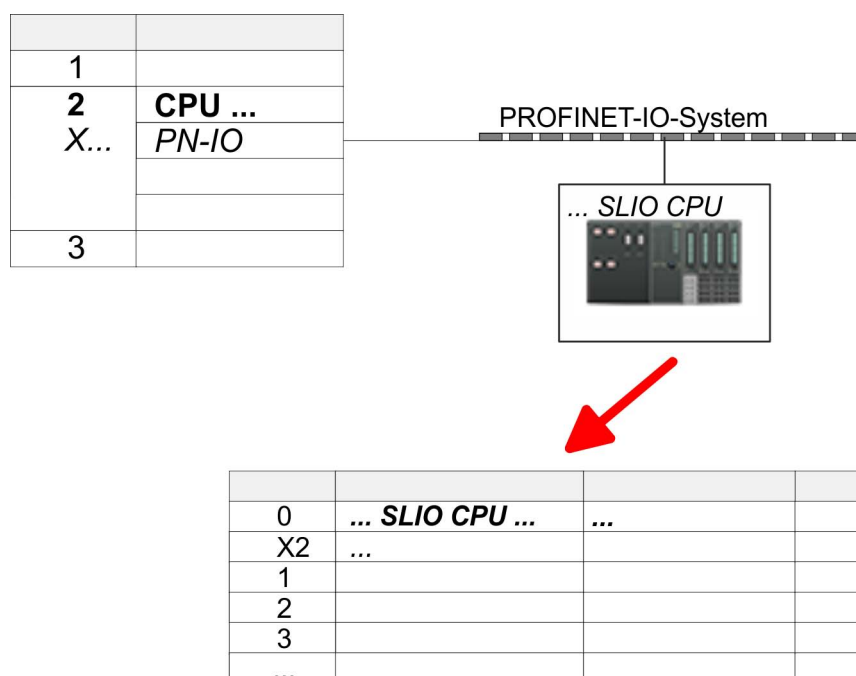 1
2 CPU ...
X... PN-IO
3
PROFINET-IO-System
... SLIO CPU
0 ... SLIO CPU ... ...
X2 ...
1
2
3
...